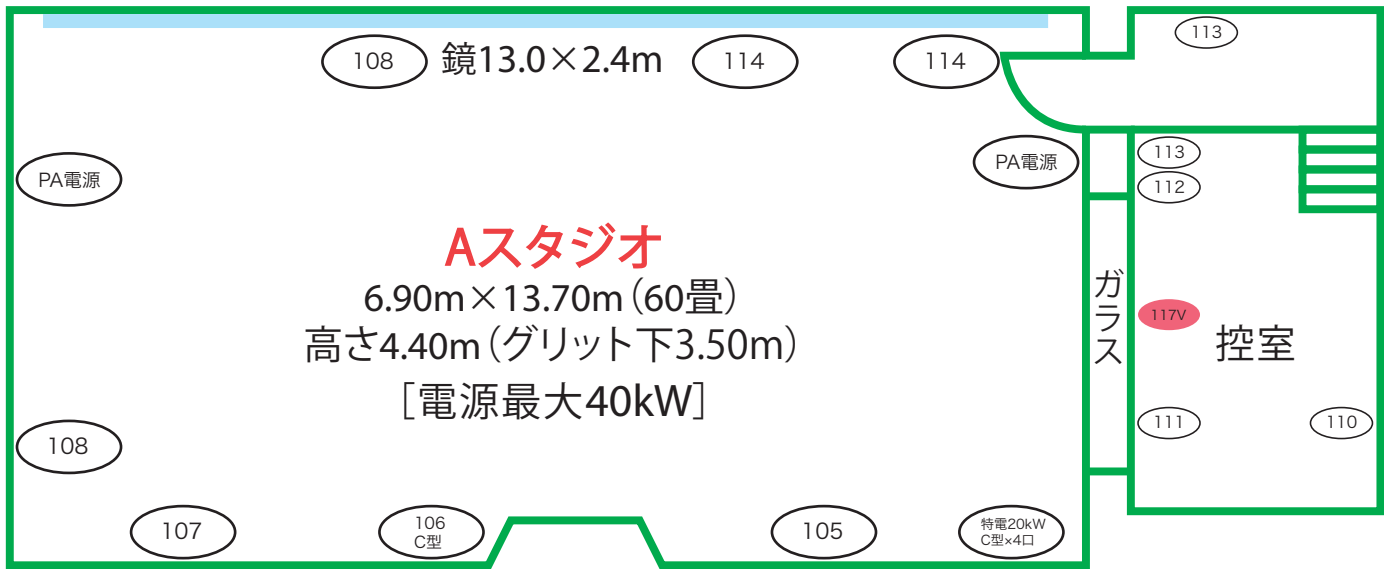 113
108
鏡13.0×2.4m
114
114
PA電源
PA電源
113
112
Aスタジオ
6.90m×13.70m（60畳）
高さ4.40m（グリット下3.50m）
［電源最大40kW］
ガラス
117V
控室
111
110
108
107
106
C型
105
特電20kW
C型×4口